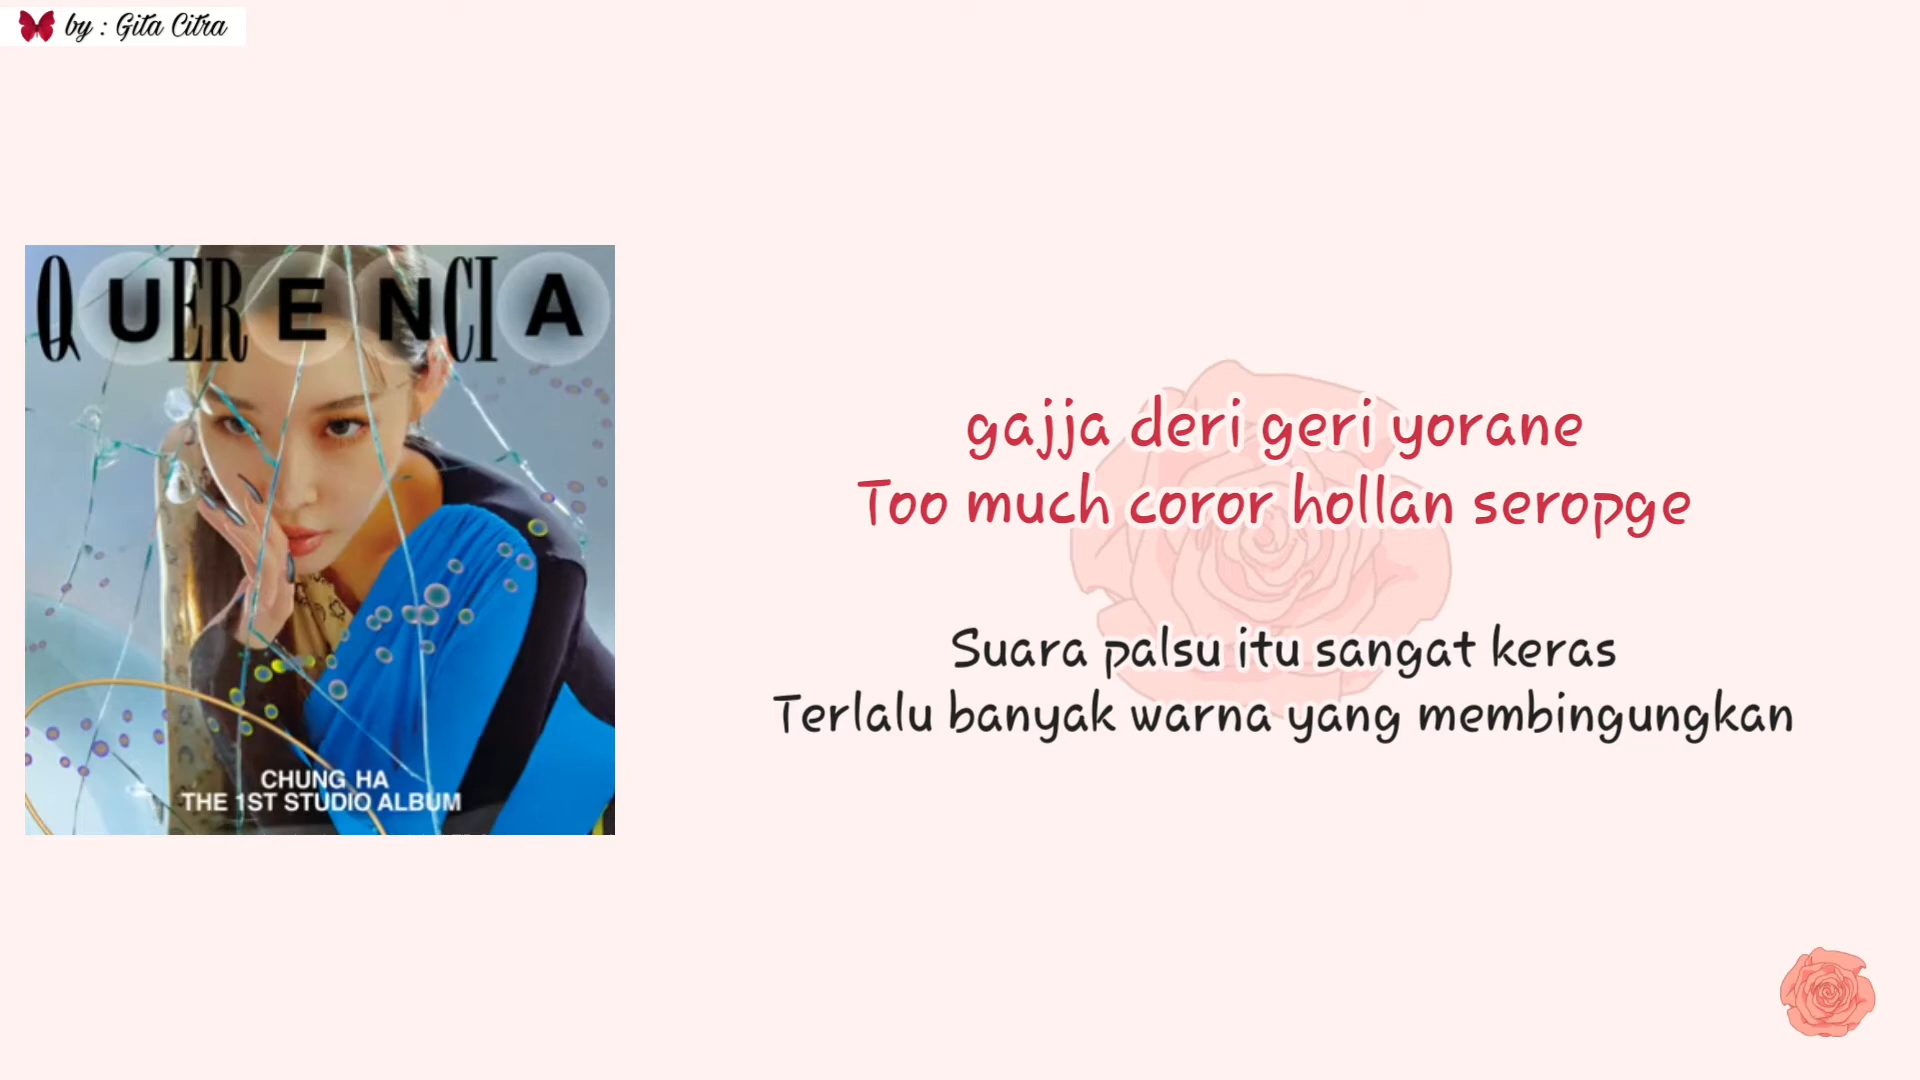 by : Gita Citra
QUERENCIA
CHUNG HA
THE 1ST STUDIO ALBUM
gajja deri geri yorane
Too much coror hollan seropge
Suara palsu itu sangat keras
Terlalu banyak warna yang membingungkan